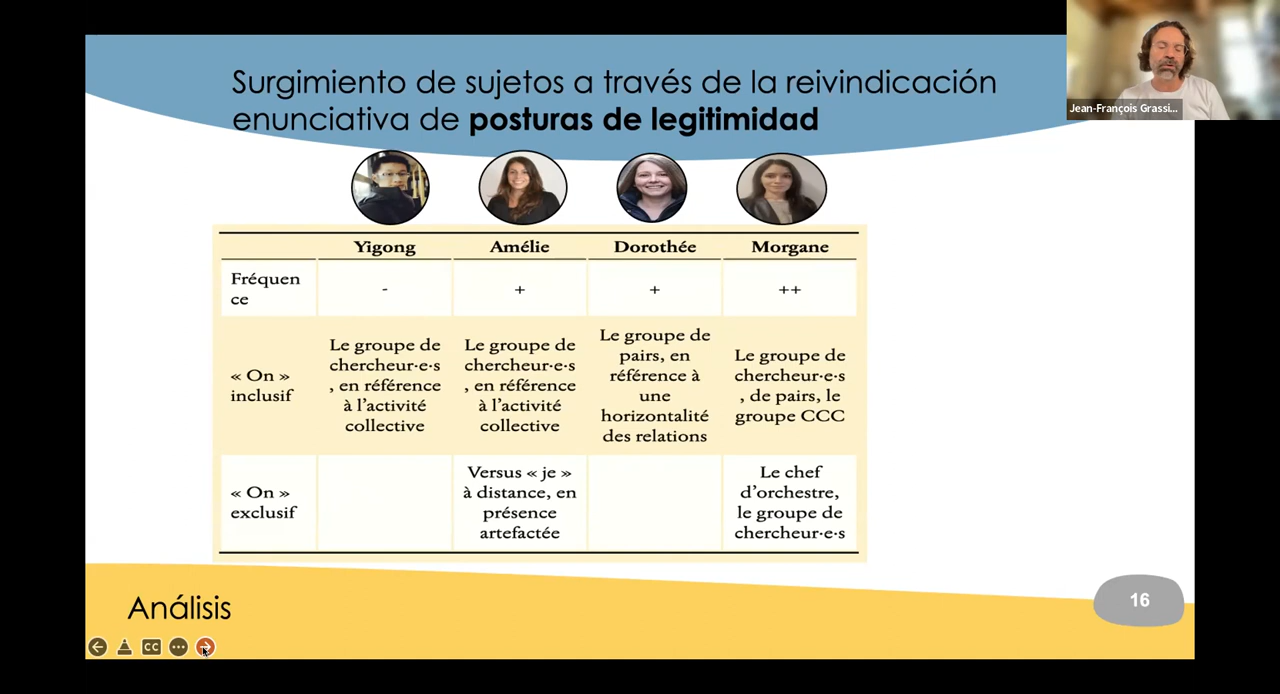 Surgimiento de sujetos a través de la reivindicación
enunciativa de posturas de legitimidad
Jean-François Grassi...
Yigong Amélie Dorothée Morgane
Fréquen
ce
- + + ++
« On »
inclusif
Le groupe de
chercheur·e·s
, en référence
à l’activité
collective
Le groupe de
chercheur·e·s
, en référence
à l’activité
collective
Le groupe de
pairs, en
référence à
une
horizontalité
des relations
Le groupe de
chercheur·e·s
, de pairs, le
groupe CCC
« On »
exclusif
Versus « je »
à distance, en
présence
artefactée
Le chef
d’orchestre,
le groupe de
chercheur·e·s
Análisis
16
CC